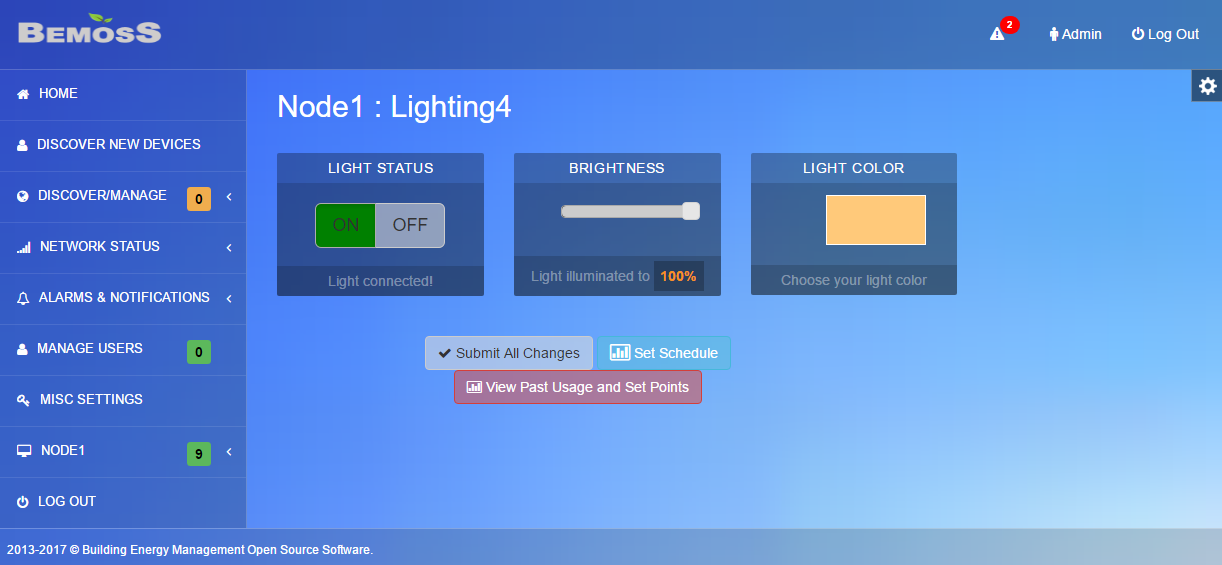 BEMOSS
2
Admin
Log Out
HOME
DISCOVER NEW DEVICES
DISCOVER/MANAGE 0
NETWORK STATUS
ALARMS & NOTIFICATIONS
MANAGE USERS 0
MISC SETTINGS
NODE1 9
LOG OUT
Node1 : Lighting4
LIGHT STATUS
ON OFF
Light connected!
BRIGHTNESS
Light illuminated to 100%
LIGHT COLOR
Choose your light color
Submit All Changes
Set Schedule
View Past Usage and Set Points
2013-2017 © Building Energy Management Open Source Software.